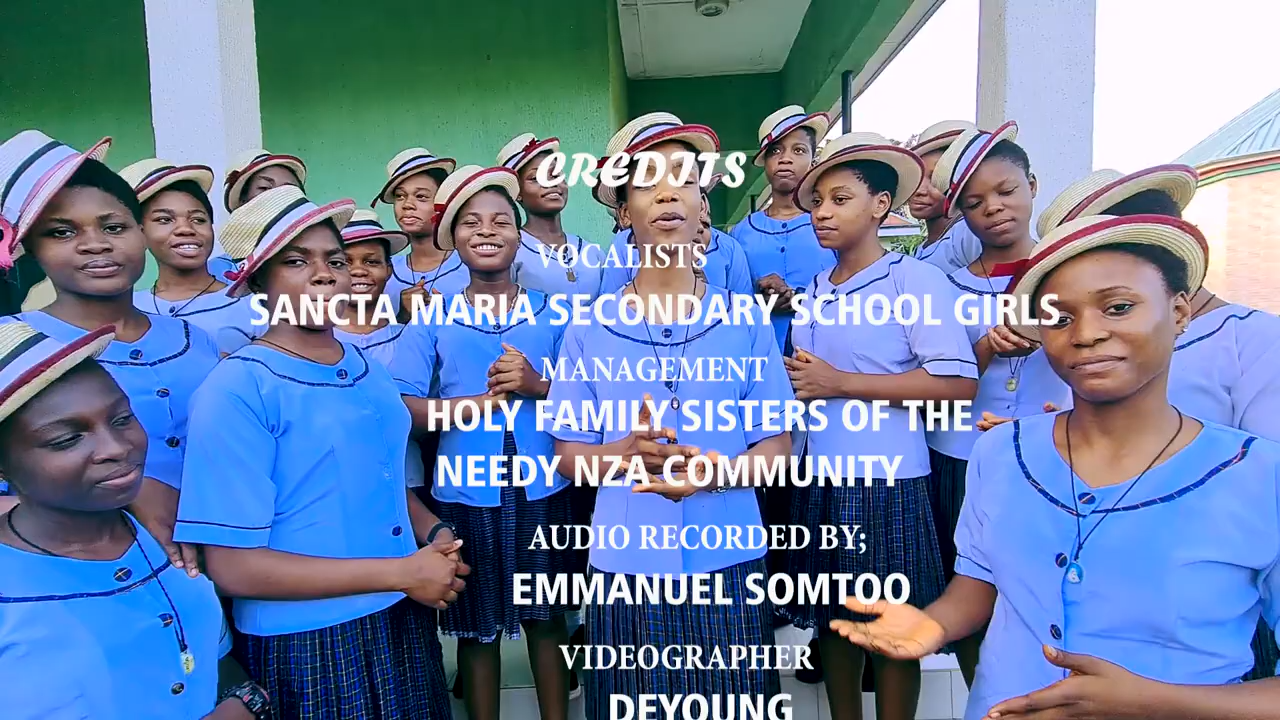 CREDITS
VOCALISTS
SANCTA MARIA SECONDARY SCHOOL GIRLS
MANAGEMENT
HOLY FAMILY SISTERS OF THE
NEEDY NZA COMMUNITY
AUDIO RECORDED BY;
EMMANUEL SOMTOO
VIDEOGRAPHER
DEYOUNG